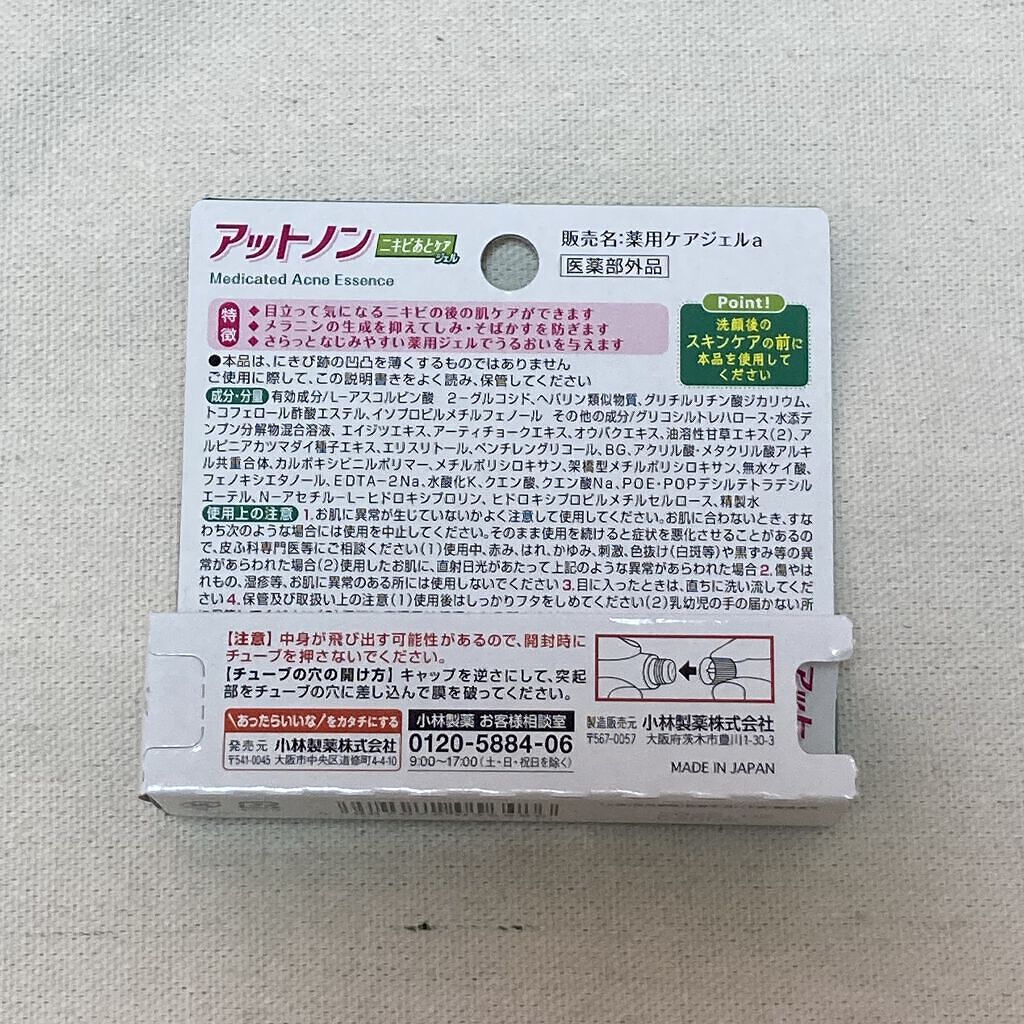 アットノン ニキビあとケア ジェル
Medicated Acne Essence
販売名:薬用ケアジェルa
医薬部外品
特徴
◆目立って気になるニキビの後の肌ケアができます
◆メラニンの生成を抑えてしみ・そばかすを防ぎます
◆さらっとなじみやすい薬用ジェルでうるおいを与えます
Point!
洗顔後の
スキンケアの前に
本品を使用して
ください
●本品は、にきび跡の凹凸を薄くするものではありません
ご使用に際して、この説明書きをよく読み、保管してください
成分・分量 有効成分/L-アスコルビン酸 2-グルコシド、ヘパリン類似物質、グリチルリチン酸ジカリウム、
トコフェロール酢酸エステル、イソプロピルメチルフェノール その他の成分/グリコシルトレハロース・水添デ
ンプン分解物混合溶液、エイジツエキス、アーティチョークエキス、オウバクエキス、油溶性甘草エキス(2)、ア
ルピニアカツマダイ種子エキス、エリスリトール、ペンチレングリコール、BG、アクリル酸・メタクリル酸アルキ
ル共重合体、カルボキシビニルポリマー、メチルポリシロキサン、架橋型メチルポリシロキサン、無水ケイ酸、
フェノキシエタノール、EDTA-2Na、水酸化K、クエン酸、クエン酸Na、POE・POPデシルテトラデシル
エーテル、N-アセチル-L-ヒドロキシプロリン、ヒドロキシプロピルメチルセルロース、精製水
使用上の注意 1.お肌に異常が生じていないかよく注意して使用してください。お肌に合わないとき、すな
わち次のような場合には使用を中止してください。そのまま使用を続けると症状を悪化させることがあるの
で、皮ふ科専門医等にご相談ください(1)使用中、赤み、はれ、かゆみ、刺激、色抜け(白斑等)や黒ずみ等の異
常があらわれた場合(2)使用したお肌に、直射日光があたって上記のような異常があらわれた場合 2.傷やは
れもの、湿疹等、お肌に異常のある所には使用しないでください 3.目に入ったときは、直ちに洗い流してくだ
さい 4.保管及び取扱い上の注意(1)使用後はしっかりフタをしめてください(2)乳幼児の手の届かない所
【注意】中身が飛び出す可能性があるので、開封時に
チューブを押さないでください。
【チューブの穴の開け方】キャップを逆さにして、突起
部をチューブの穴に差し込んで膜を破ってください。
アット
\あったらいいな/をカタチにする
発売元 小林製薬株式会社
〒541-0045 大阪市中央区道修町4-4-10
小林製薬 お客様相談室
0120-5884-06
9:00〜17:00(土・日・祝日を除く)
製造販売元 小林製薬株式会社
〒567-0057 大阪府茨木市豊川1-30-3
MADE IN JAPAN